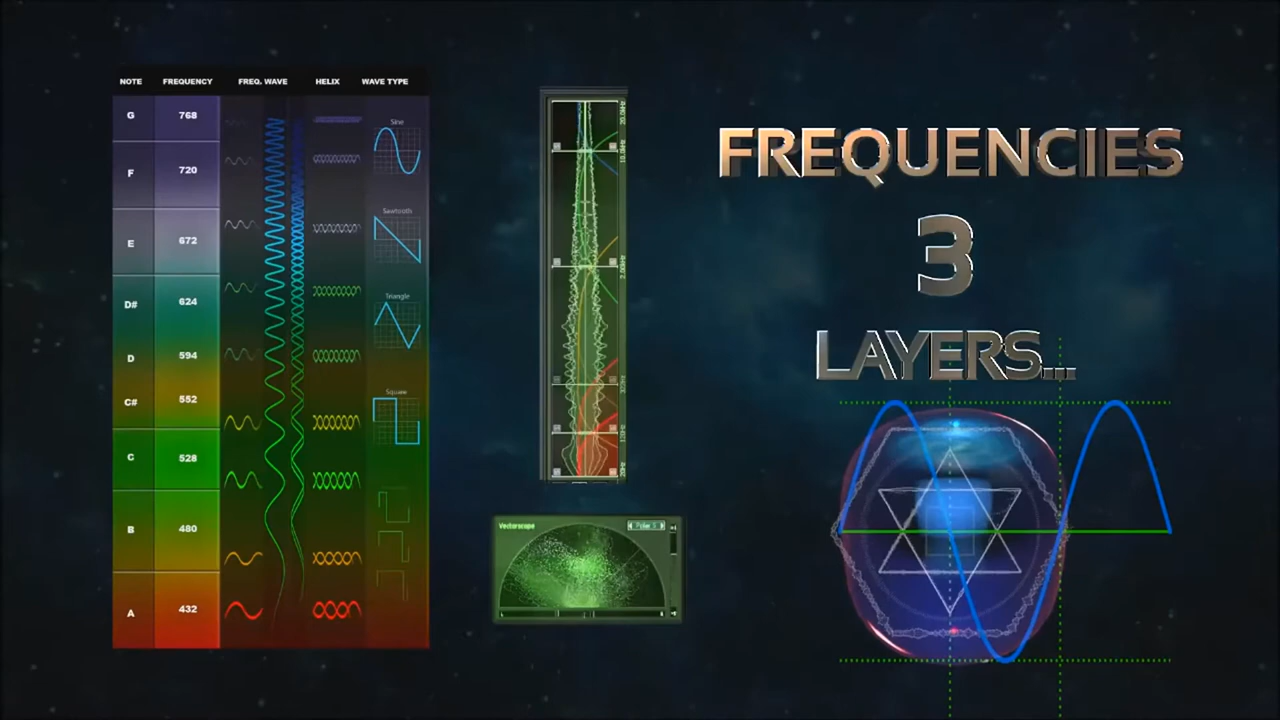 NOTE FREQUENCY FREQ. WAVE HELIX WAVE TYPE
G 768
F 720
E 672
D# 624
D 594
C# 552
C 528
B 480
A 432
Sine
Sawtooth
Triangle
Square
Vectorscope
FREQUENCIES
3
LAYERS...